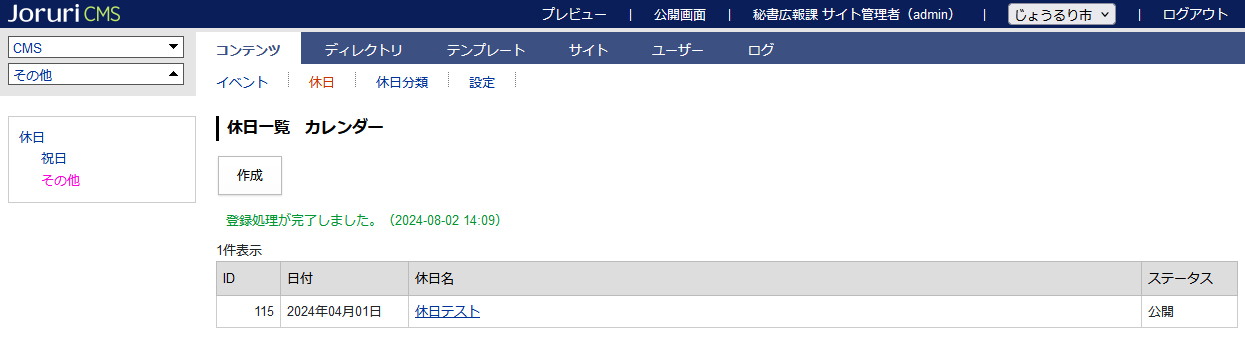 Joruri CMS
プレビュー | 公開画面 | 秘書広報課 サイト管理者（admin） | じょうるり市 | ログアウト
CMS
その他
コンテンツ ディレクトリ テンプレート サイト ユーザー ログ
イベント 休日 休日分類 設定
休日
祝日
その他
休日一覧 カレンダー
作成
登録処理が完了しました。（2024-08-02 14:09）
1件表示
ID 日付 休日名 ステータス
115 2024年04月01日 休日テスト 公開